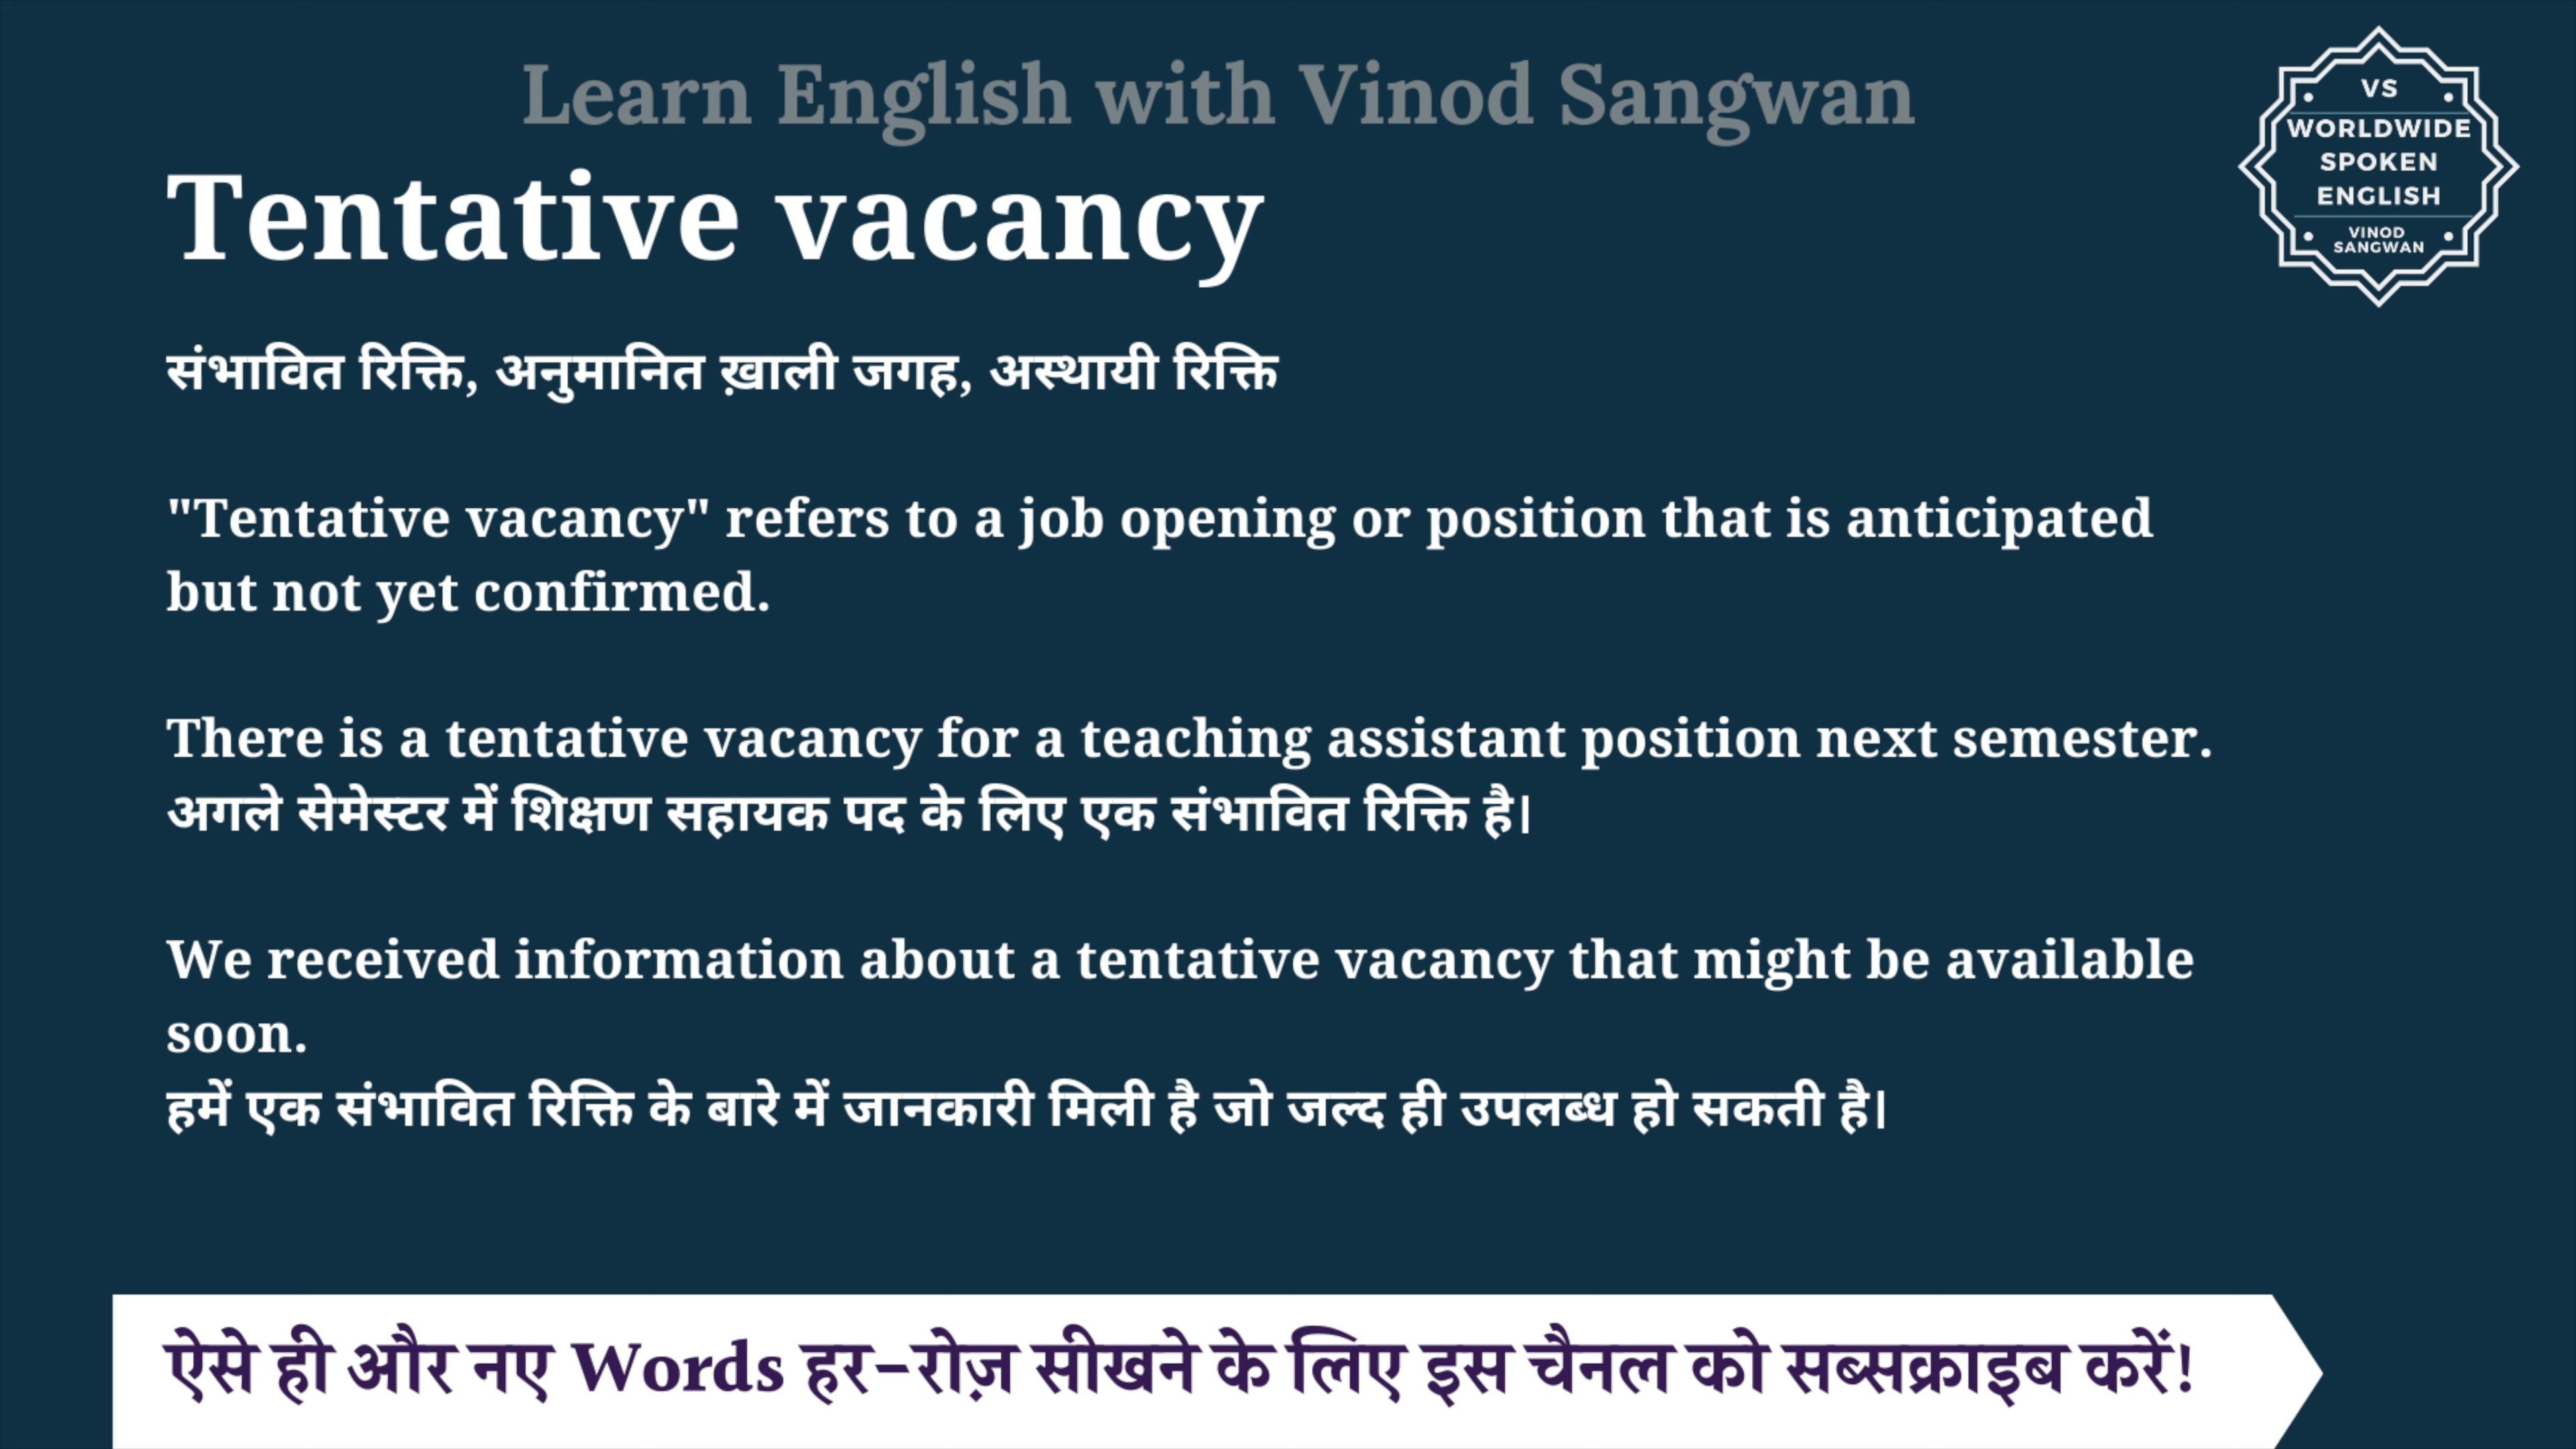 Learn English with Vinod Sangwan
VS
WORLDWIDE
SPOKEN
ENGLISH
VINOD
SANGWAN
Tentative vacancy
संभावित रिक्ति, अनुमानित ख़ाली जगह, अस्थायी रिक्ति
"Tentative vacancy" refers to a job opening or position that is anticipated
but not yet confirmed.
There is a tentative vacancy for a teaching assistant position next semester.
अगले सेमेस्टर में शिक्षण सहायक पद के लिए एक संभावित रिक्ति है।
We received information about a tentative vacancy that might be available
soon.
हमें एक संभावित रिक्ति के बारे में जानकारी मिली है जो जल्द ही उपलब्ध हो सकती है।
ऐसे ही और नए Words हर-रोज़ सीखने के लिए इस चैनल को सब्सक्राइब करें!